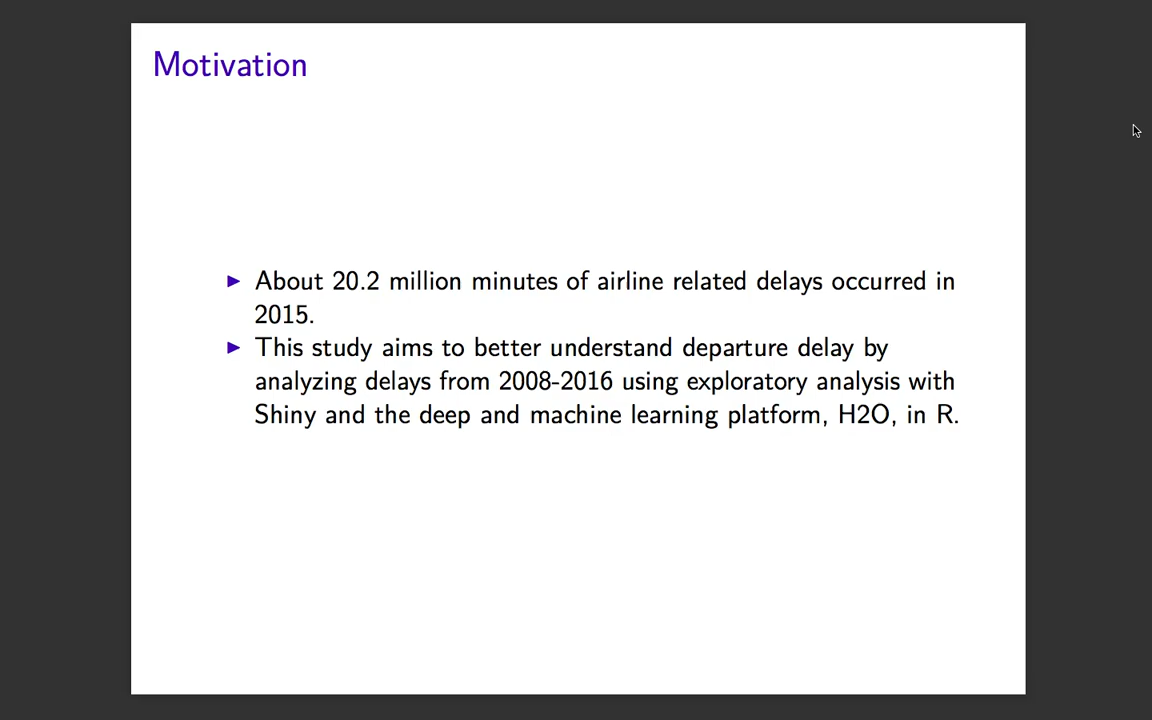 Motivation
About 20.2 million minutes of airline related delays occurred in
2015.
This study aims to better understand departure delay by
analyzing delays from 2008-2016 using exploratory analysis with
Shiny and the deep and machine learning platform, H2O, in R.